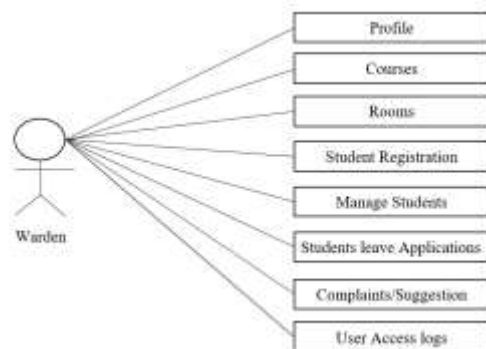 Profile
Courses
Rooms
Student Registration
Manage Students
Warden
Students leave Applications
Complaints/Suggestion
User Access logs